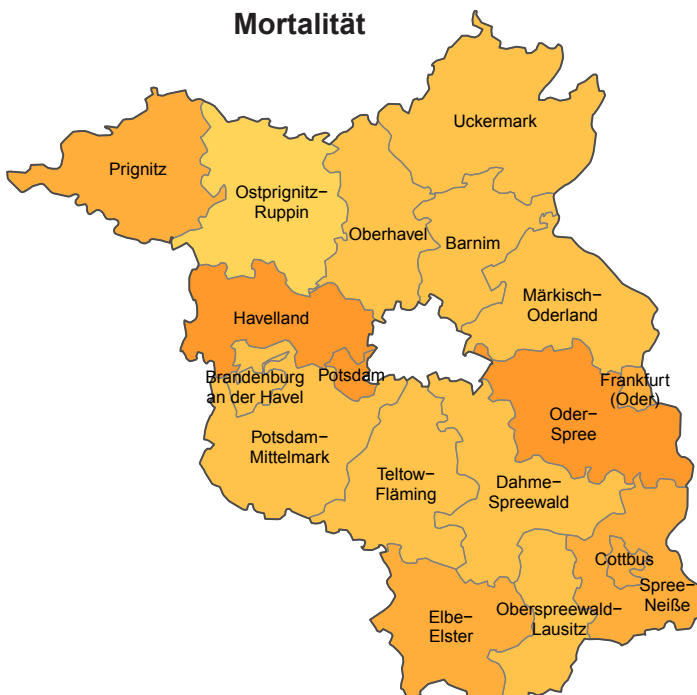 Mortalität
Uckermark
Prignitz
Ostprignitz–
Ruppin
Oberhavel
Barnim
Märkisch–
Oderland
Havelland
Potsdam
Brandenburg
an der Havel
Frankfurt
(Oder)
Oder-
Spree
Potsdam–
Mittelmark
Teltow–
Fläming
Dahme-
Spreewald
Cottbus
Spree–
Neiße
Elbe-
Elster
Oberspreewald–
Lausitz